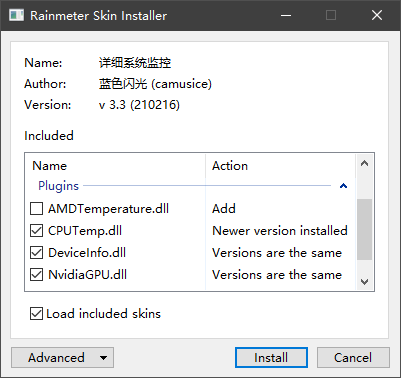 Rainmeter Skin Installer
Name: 详细系统监控
Author: 蓝色闪光 (camusice)
Version: v 3.3 (210216)
Included
Name Action
Plugins
AMDTemperature.dll Add
CPUTemp.dll Newer version installed
DeviceInfo.dll Versions are the same
NvidiaGPU.dll Versions are the same
Load included skins
Advanced Install Cancel